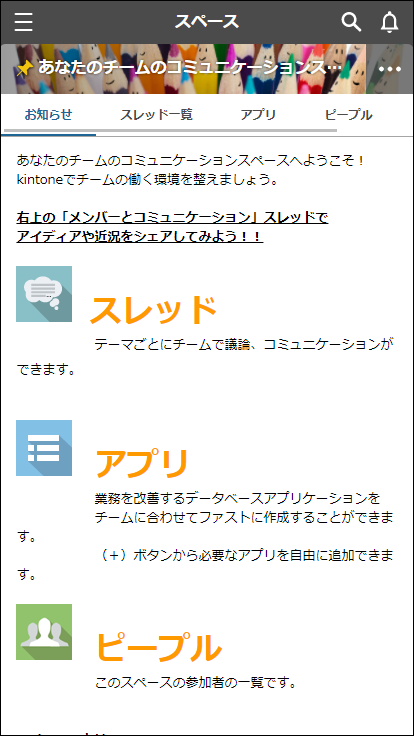 スペース
あなたのチームのコミュニケーションス…
お知らせ
スレッド一覧
アプリ
ピープル
あなたのチームのコミュニケーションスペースへようこそ！
kintoneでチームの働く環境を整えましょう。
右上の「メンバーとコミュニケーション」スレッドで
アイディアや近況をシェアしてみよう！！
スレッド
テーマごとにチームで議論、コミュニケーションが
できます。
アプリ
業務を改善するデータベースアプリケーションを
チームに合わせてファストに作成することができま
す。
（＋）ボタンから必要なアプリを自由に追加できま
す。
ピープル
このスペースの参加者の一覧です。